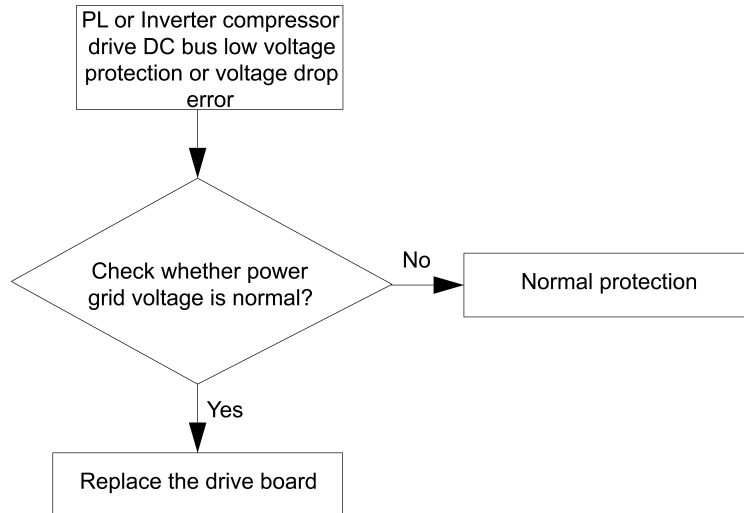 PL or Inverter compressor
drive DC bus low voltage
protection or voltage drop
error
Check whether power
grid voltage is normal?
No
Normal protection
Yes
Replace the drive board